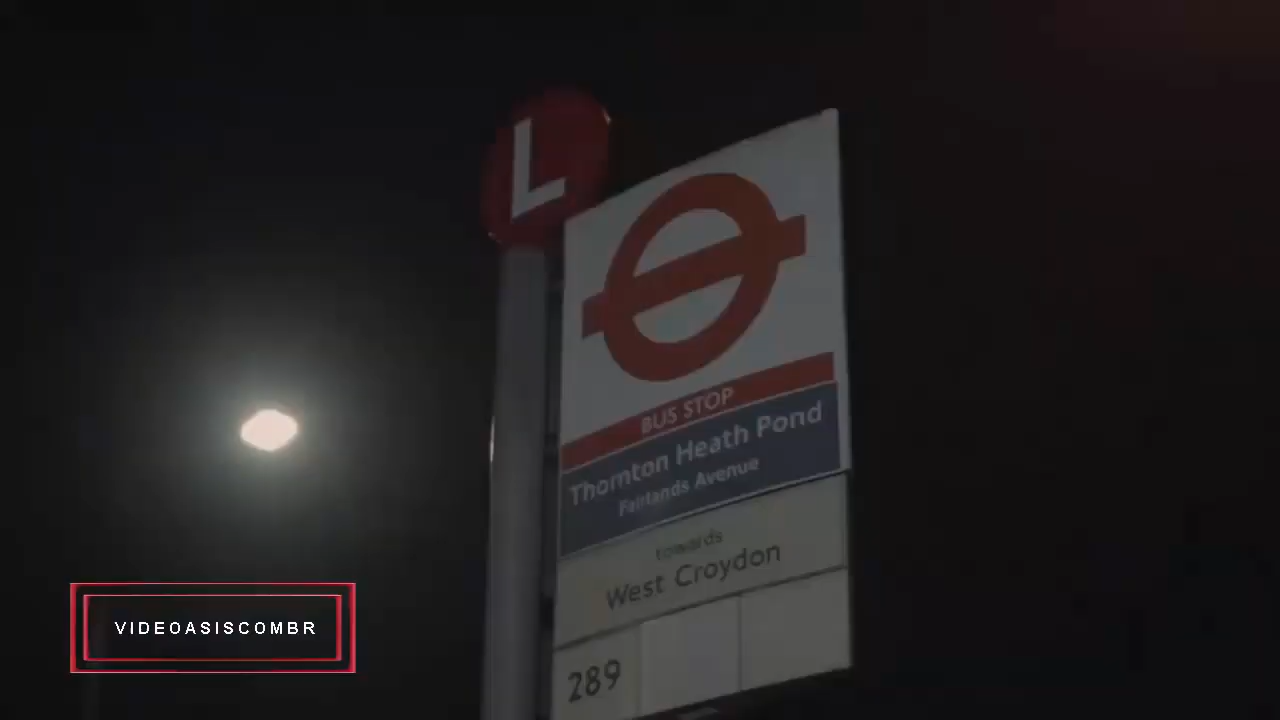 L
BUS STOP
Thornton Heath Pond
Fairlands Avenue
towards
West Croydon
289
VIDEOASISCOMBR